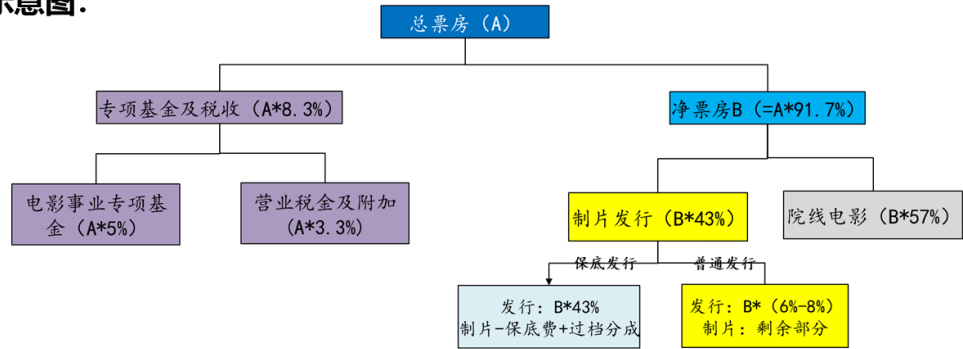 示意图：
总票房（A）
专项基金及税收（A*8.3%）
净票房B（=A*91.7%）
电影事业专项基
金（A*5%）
营业税金及附加
(A*3.3%)
制片发行（B*43%）
院线电影（B*57%）
保底发行
普通发行
发行：B*43%
制片-保底费+过档分成
发行：B*（6%-8%）
制片：剩余部分